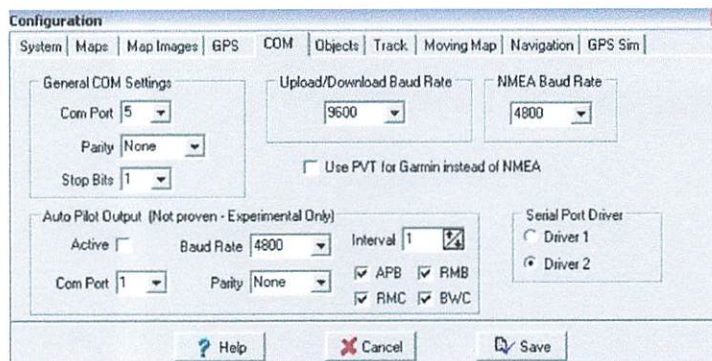 Configuration
System Maps Map Images GPS COM Objects Track Moving Map Navigation GPS Sim
General COM Settings
Com Port 5
Parity None
Stop Bits 1
Upload/Download Baud Rate
9600
NMEA Baud Rate
4800
Use PVT for Garmin instead of NMEA
Auto Pilot Output (Not proven - Experimental Only)
Active Baud Rate 4800 Interval 1
Com Port 1 Parity None
APB RMB
RMC BWC
Serial Port Driver
Driver 1
Driver 2
Help Cancel Save